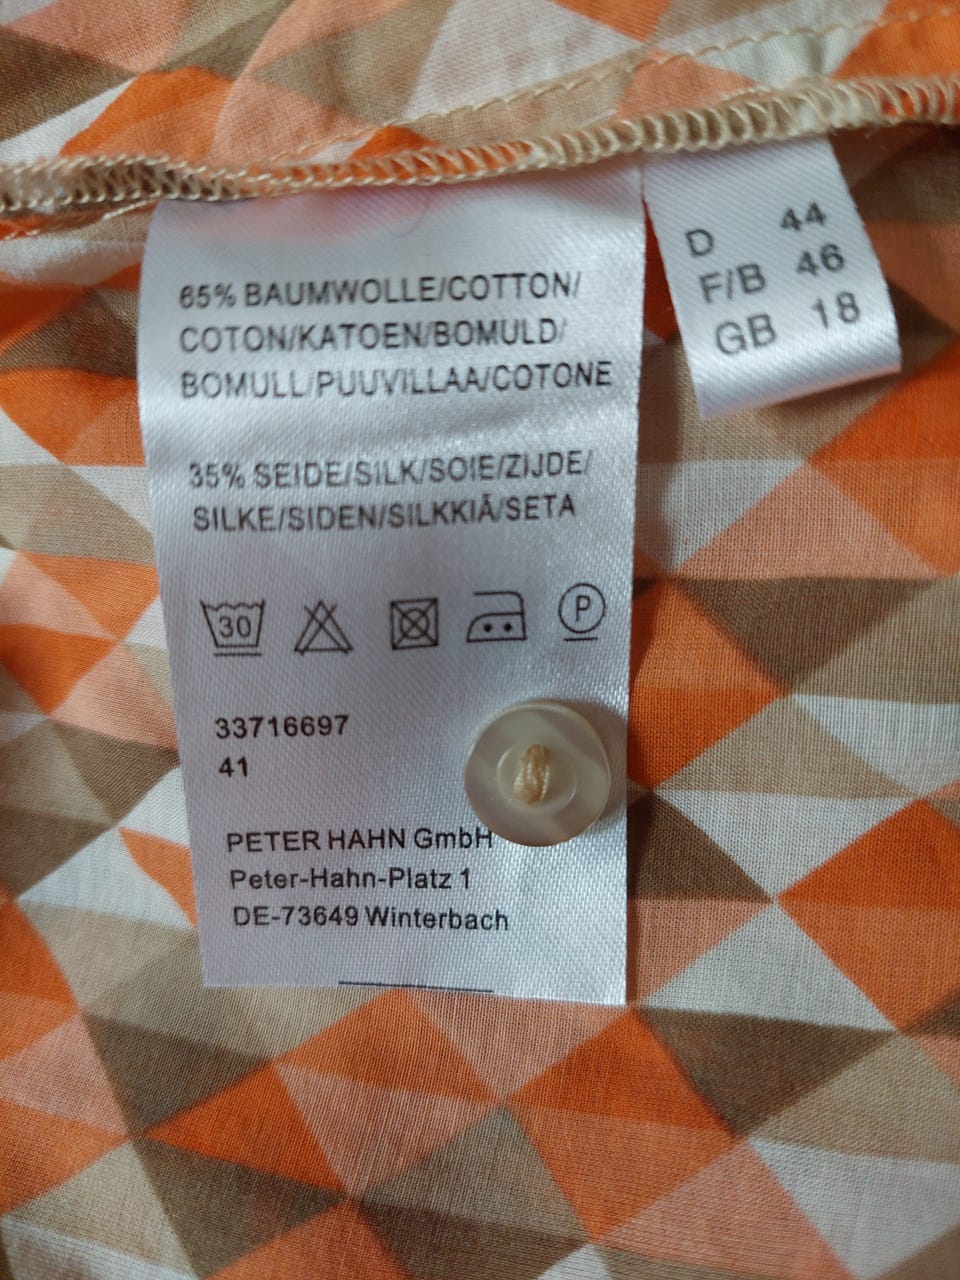 65% BAUMWOLLE/COTTON/
COTON/KATOEN/BOMULD/
BOMULL/PUUVILLAA/COTONE
35% SEIDE/SILK/SOIE/ZIJDE/
SILKE/SIDEN/SILKKIÄ/SETA
30
P
33716697
41
PETER HAHN GmbH
Peter-Hahn-Platz 1
DE-73649 Winterbach
D 44
F/B 46
GB 18